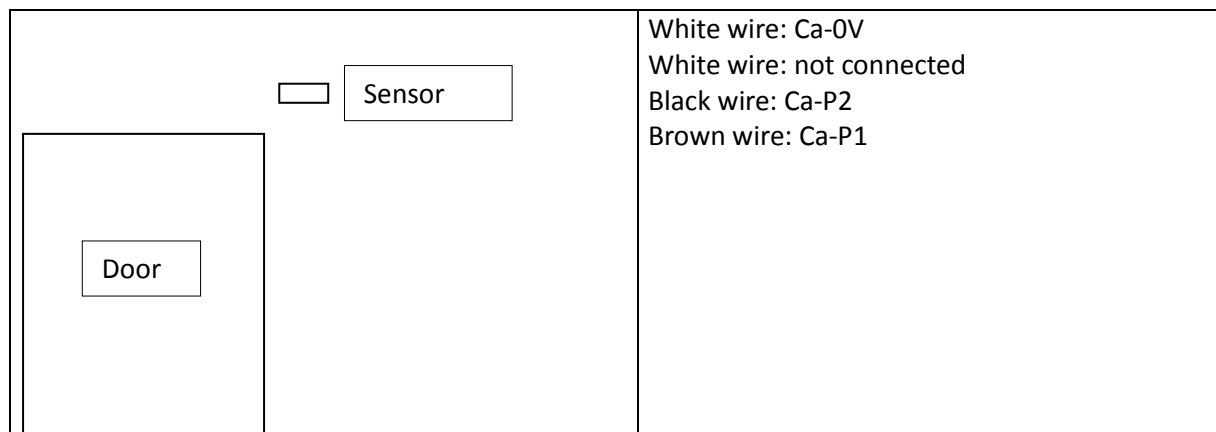 Sensor
Door
White wire: Ca-0V
White wire: not connected
Black wire: Ca-P2
Brown wire: Ca-P1